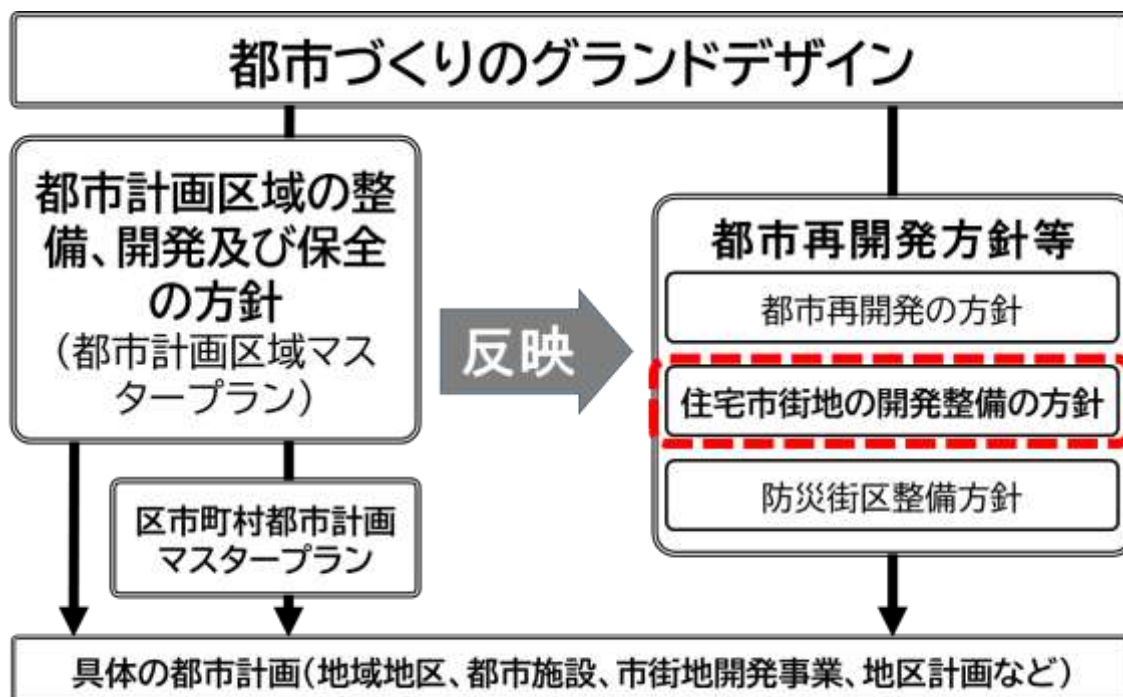 都市づくりのグランドデザイン
都市計画区域の整
備、開発及び保全
の方針
（都市計画区域マス
タープラン）
区市町村都市計画
マスタープラン
反映
都市再開発方針等
都市再開発の方針
住宅市街地の開発整備の方針
防災街区整備方針
具体の都市計画（地域地区、都市施設、市街地開発事業、地区計画など）